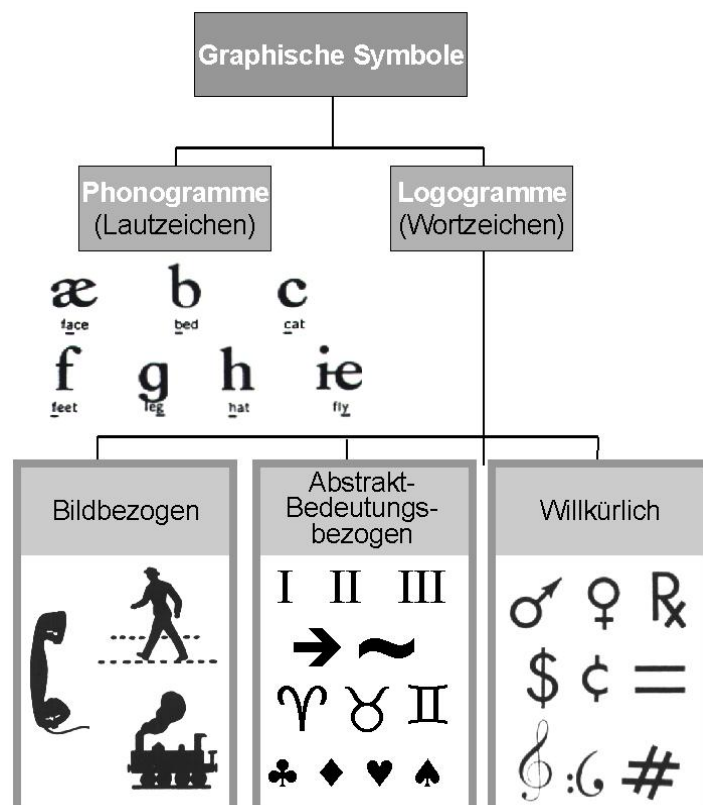 Graphische Symbole
Phonogramme
(Lautzeichen)
Logogramme
(Wortzeichen)
æ b c
face bed cat
f g h ie
feet leg hat fly
Bildbezogen
Abstrakt-
Bedeutungs-
bezogen
I II III
➔ ~
♈ ♉ ♊
♣ ♦ ♥ ♠
Willkürlich
♂ ♀ ℞
$ ¢ =
𝄞 #